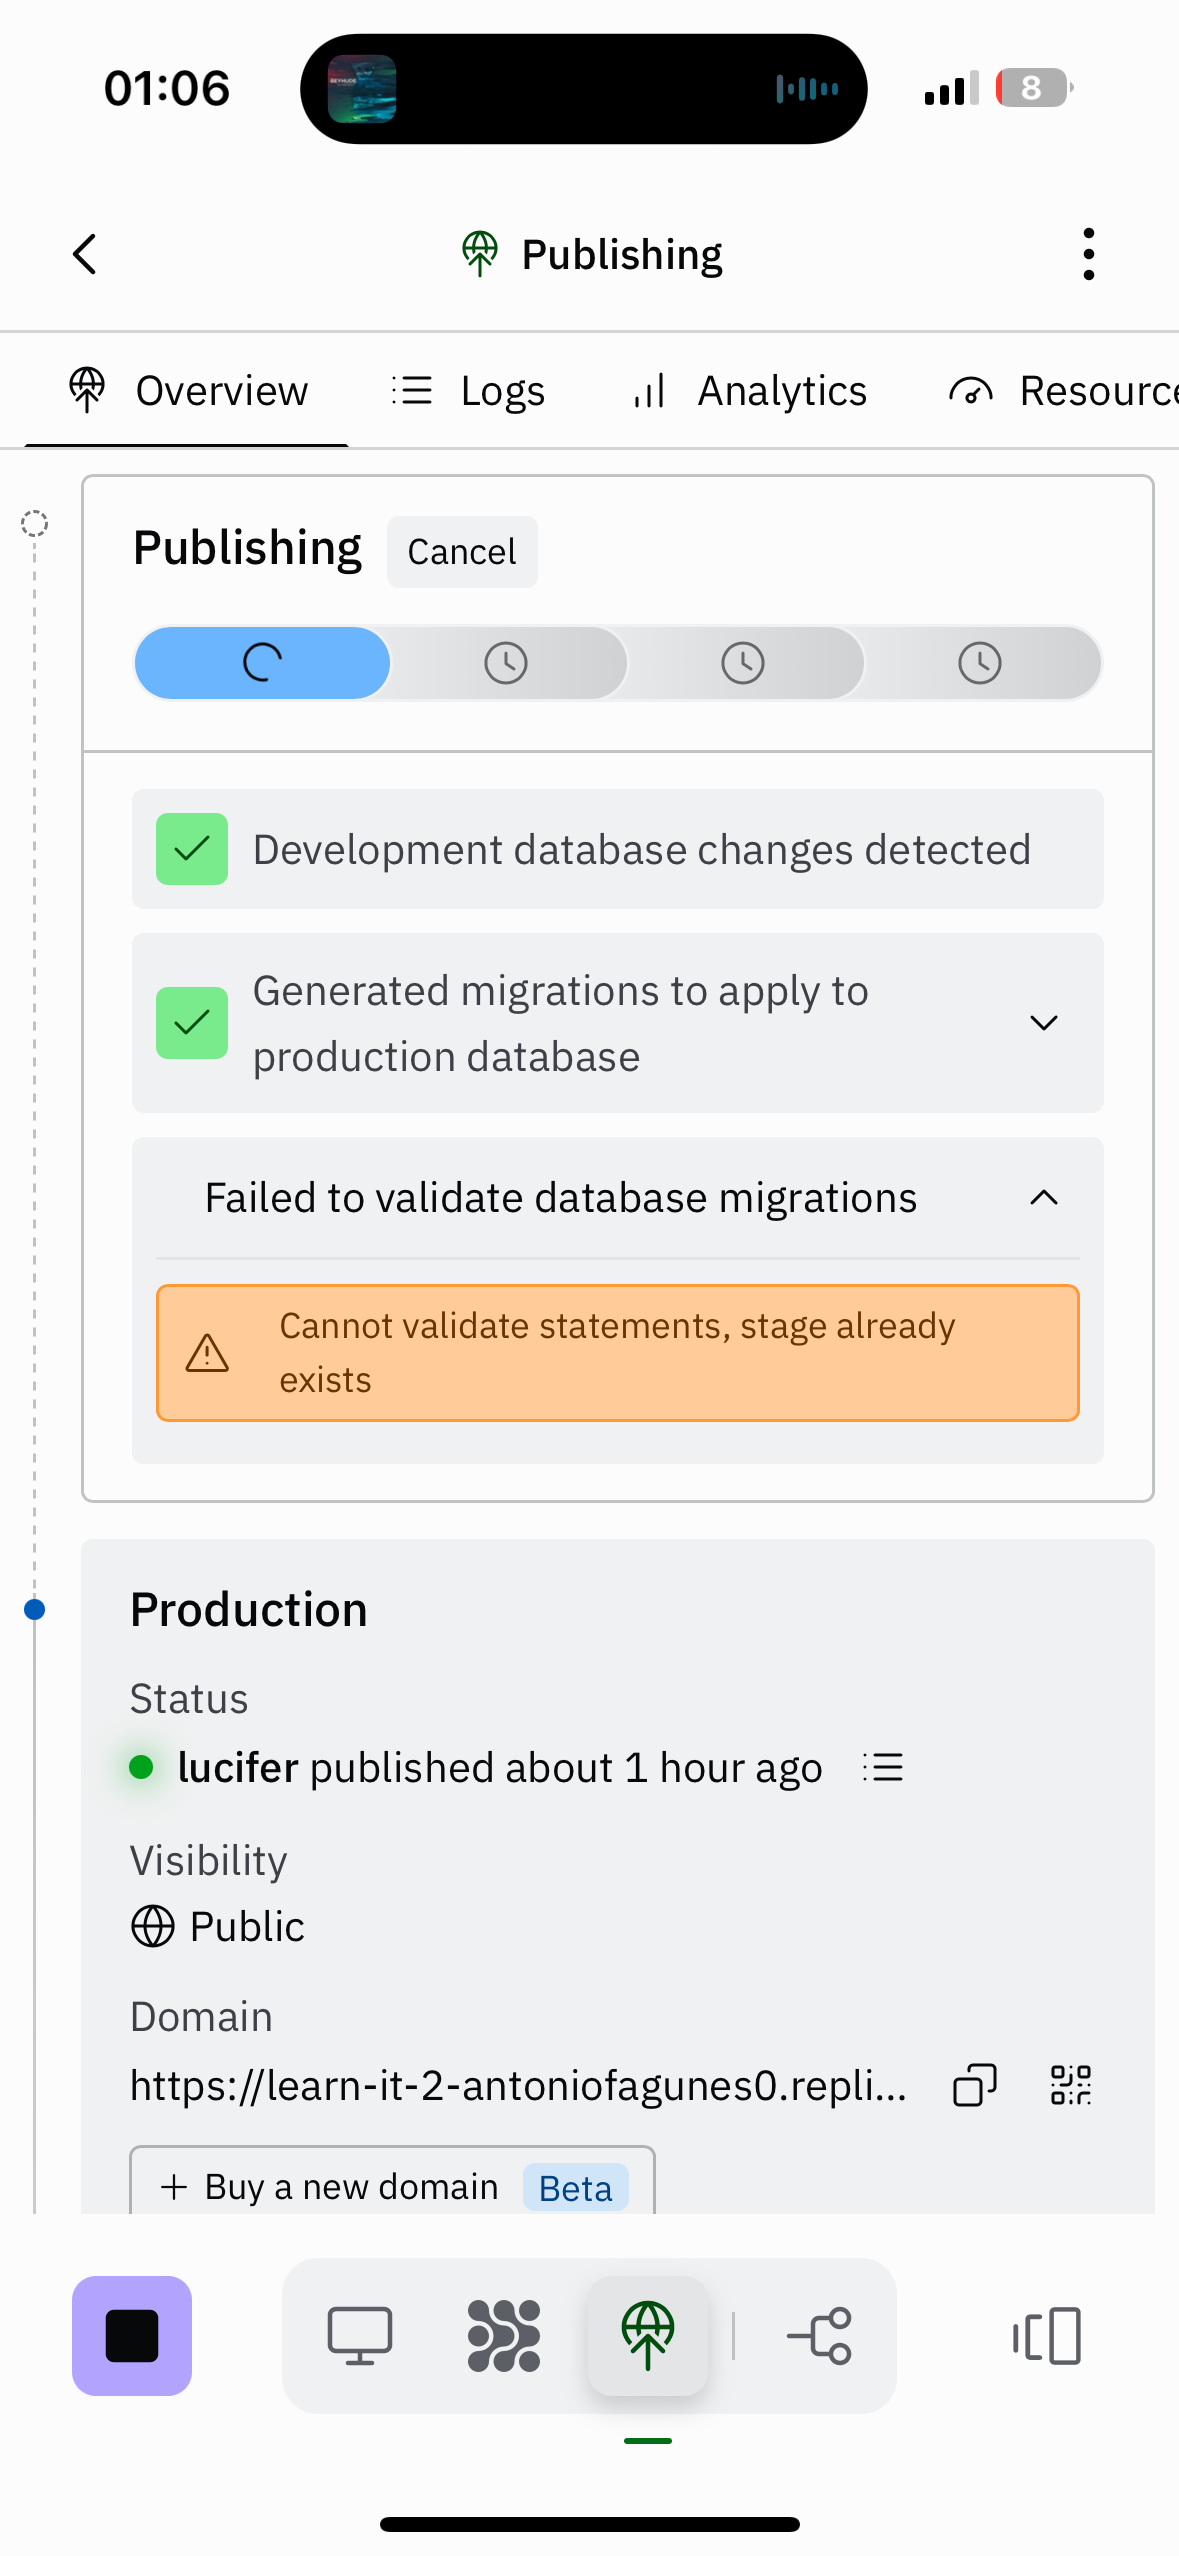 01:06
8
Publishing
Overview
Logs
Analytics
Resource
Publishing
Cancel
Development database changes detected
Generated migrations to apply to
production database
Failed to validate database migrations
Cannot validate statements, stage already
exists
Production
Status
lucifer published about 1 hour ago
Visibility
Public
Domain
https://learn-it-2-antoniofagunes0.repli...
+ Buy a new domain
Beta